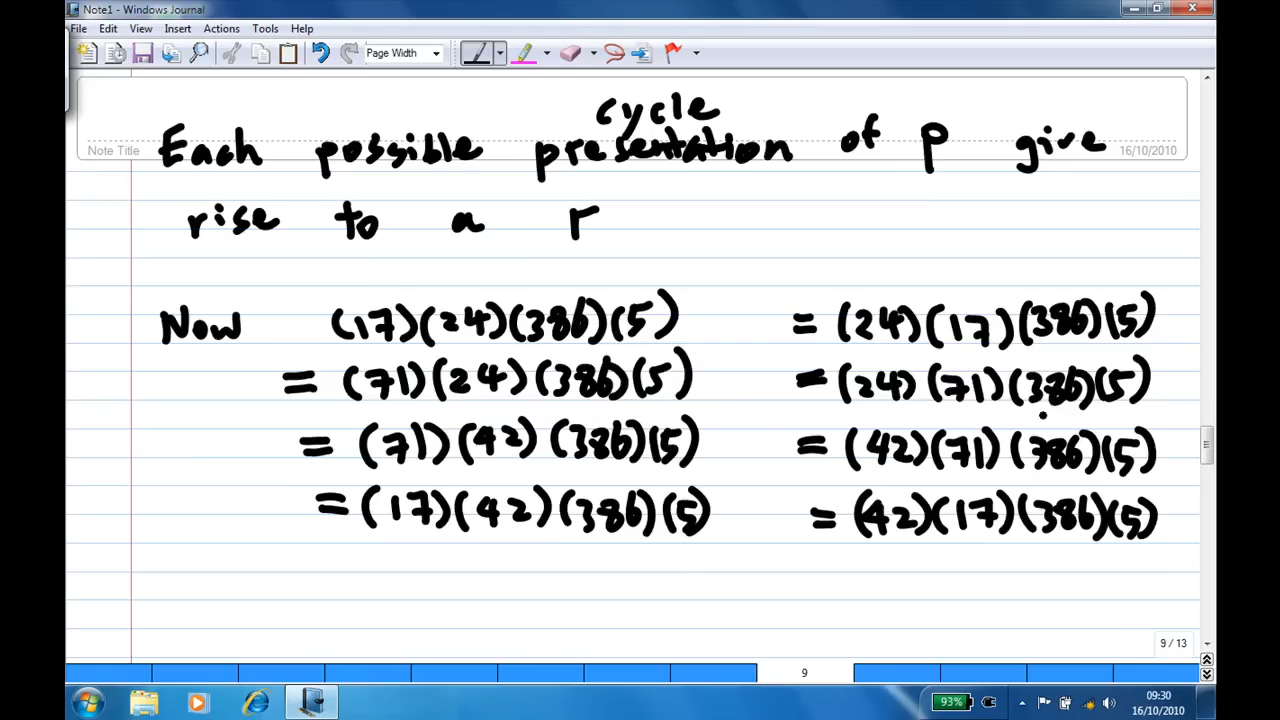 Note1 - Windows Journal
File Edit View Insert Actions Tools Help
Page Width
cycle
Each possible presentation of p give
Note Title
16/10/2010
rise to a r
Now (17)(24)(386)(5) = (24)(17)(386)(5)
= (71)(24)(386)(5) = (24)(71)(386)(5)
= (71)(42)(386)(5) = (42)(71)(386)(5)
= (17)(42)(386)(5) = (42)(17)(386)(5)
9 / 13
9
93%
09:30
16/10/2010